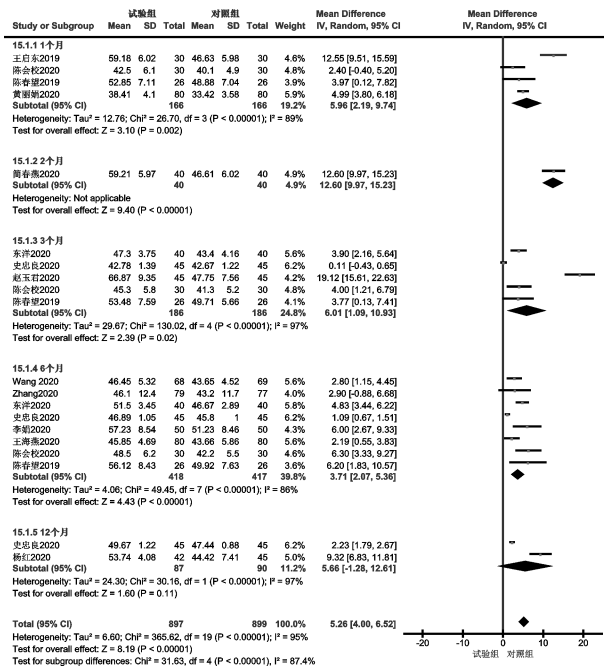 试验组 对照组 Mean Difference Mean Difference
Study or Subgroup Mean SD Total Mean SD Total Weight IV, Random, 95% CI IV, Random, 95% CI
15.1.1 1个月
王启东2019 59.18 6.02 30 46.63 5.98 30 4.6% 12.55 [9.51, 15.59]
陈会校2020 42.5 6.1 30 40.1 4.9 30 4.8% 2.40 [-0.40, 5.20]
陈春望2019 52.85 7.11 26 48.88 7.04 26 4.2% 3.97 [0.12, 7.82]
黄丽娟2020 38.41 4.1 80 33.42 3.58 80 5.8% 4.99 [3.80, 6.18]
Subtotal (95% CI) 166 166 19.2% 5.96 [2.19, 9.74]
Heterogeneity: Tau² = 12.76; Chi² = 26.70, df = 3 (P < 0.00001); I² = 89%
Test for overall effect: Z = 3.10 (P = 0.002)
15.1.2 2个月
简春燕2020 59.21 5.97 40 46.61 6.02 40 4.9% 12.60 [9.97, 15.23]
Subtotal (95% CI) 40 40 4.9% 12.60 [9.97, 15.23]
Heterogeneity: Not applicable
Test for overall effect: Z = 9.40 (P < 0.00001)
15.1.3 3个月
东洋2020 47.3 3.75 40 43.4 4.16 40 5.6% 3.90 [2.16, 5.64]
史忠良2020 42.78 1.39 45 42.67 1.22 45 6.0% 0.11 [-0.43, 0.65]
赵玉君2020 66.87 9.35 45 47.75 7.56 45 4.4% 19.12 [15.61, 22.63]
陈会校2020 45.3 5.8 30 41.3 5.2 30 4.8% 4.00 [1.21, 6.79]
陈春望2019 53.48 7.59 26 49.71 5.66 26 4.3% 3.77 [0.13, 7.41]
Subtotal (95% CI) 186 186 24.8% 6.01 [1.09, 10.93]
Heterogeneity: Tau² = 29.67; Chi² = 130.02, df = 4 (P < 0.00001); I² = 97%
Test for overall effect: Z = 2.39 (P = 0.02)
15.1.4 6个月
Wang 2020 46.45 5.32 68 43.65 4.52 69 5.6% 2.80 [1.15, 4.45]
Zhang2020 46.1 12.4 79 43.2 11.7 77 4.2% 2.90 [-0.88, 6.68]
东洋2020 51.5 3.45 40 46.67 2.89 40 5.7% 4.83 [3.44, 6.22]
史忠良2020 46.89 1.05 45 45.8 1 45 6.1% 1.09 [0.67, 1.51]
李娟2020 57.23 8.54 50 51.23 8.46 50 4.5% 6.00 [2.67, 9.33]
王海燕2020 45.85 4.69 80 43.66 5.86 80 5.6% 2.19 [0.55, 3.83]
陈会校2020 48.5 6.2 30 42.2 5.5 30 4.7% 6.30 [3.33, 9.27]
陈春望2019 56.12 8.43 26 49.92 7.63 26 3.9% 6.20 [1.83, 10.57]
Subtotal (95% CI) 418 417 39.8% 3.71 [2.07, 5.36]
Heterogeneity: Tau² = 4.06; Chi² = 49.45, df = 7 (P < 0.00001); I² = 86%
Test for overall effect: Z = 4.43 (P < 0.00001)
15.1.5 12个月
史忠良2020 49.67 1.22 45 47.44 0.88 45 6.2% 2.23 [1.79, 2.67]
杨红2020 53.74 4.08 42 44.42 7.41 45 5.0% 9.32 [6.83, 11.81]
Subtotal (95% CI) 87 90 11.2% 5.66 [-1.28, 12.61]
Heterogeneity: Tau² = 24.30; Chi² = 30.16, df = 1 (P < 0.00001); I² = 97%
Test for overall effect: Z = 1.60 (P = 0.11)
Total (95% CI) 897 899 100.0% 5.26 [4.00, 6.52]
Heterogeneity: Tau² = 6.60; Chi² = 365.62, df = 19 (P < 0.00001); I² = 95%
Test for overall effect: Z = 8.19 (P < 0.00001)
Test for subgroup differences: Chi² = 31.63, df = 4 (P < 0.00001), I² = 87.4%
-20 -10 0 10 20
试验组 对照组